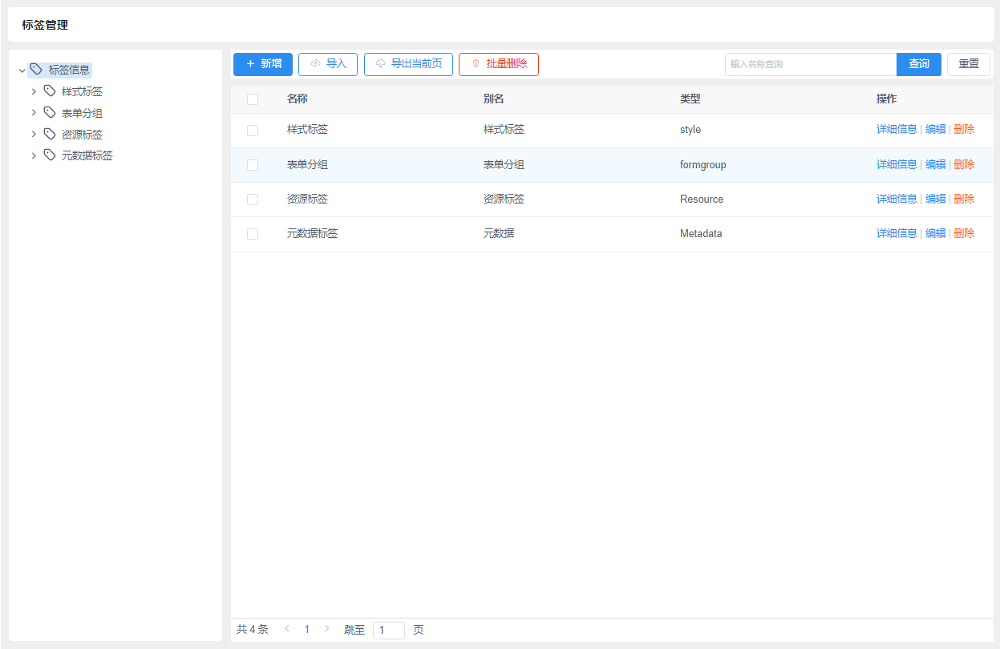 标签管理
标签信息
样式标签
表单分组
资源标签
元数据标签
新增 导入 导出当前页 批量删除 输入名称查询 查询 重置
名称 别名 类型 操作
样式标签 样式标签 style 详细信息 | 编辑 | 删除
表单分组 表单分组 formgroup 详细信息 | 编辑 | 删除
资源标签 资源标签 Resource 详细信息 | 编辑 | 删除
元数据标签 元数据 Metadata 详细信息 | 编辑 | 删除
共 4 条 1 跳至 1 页